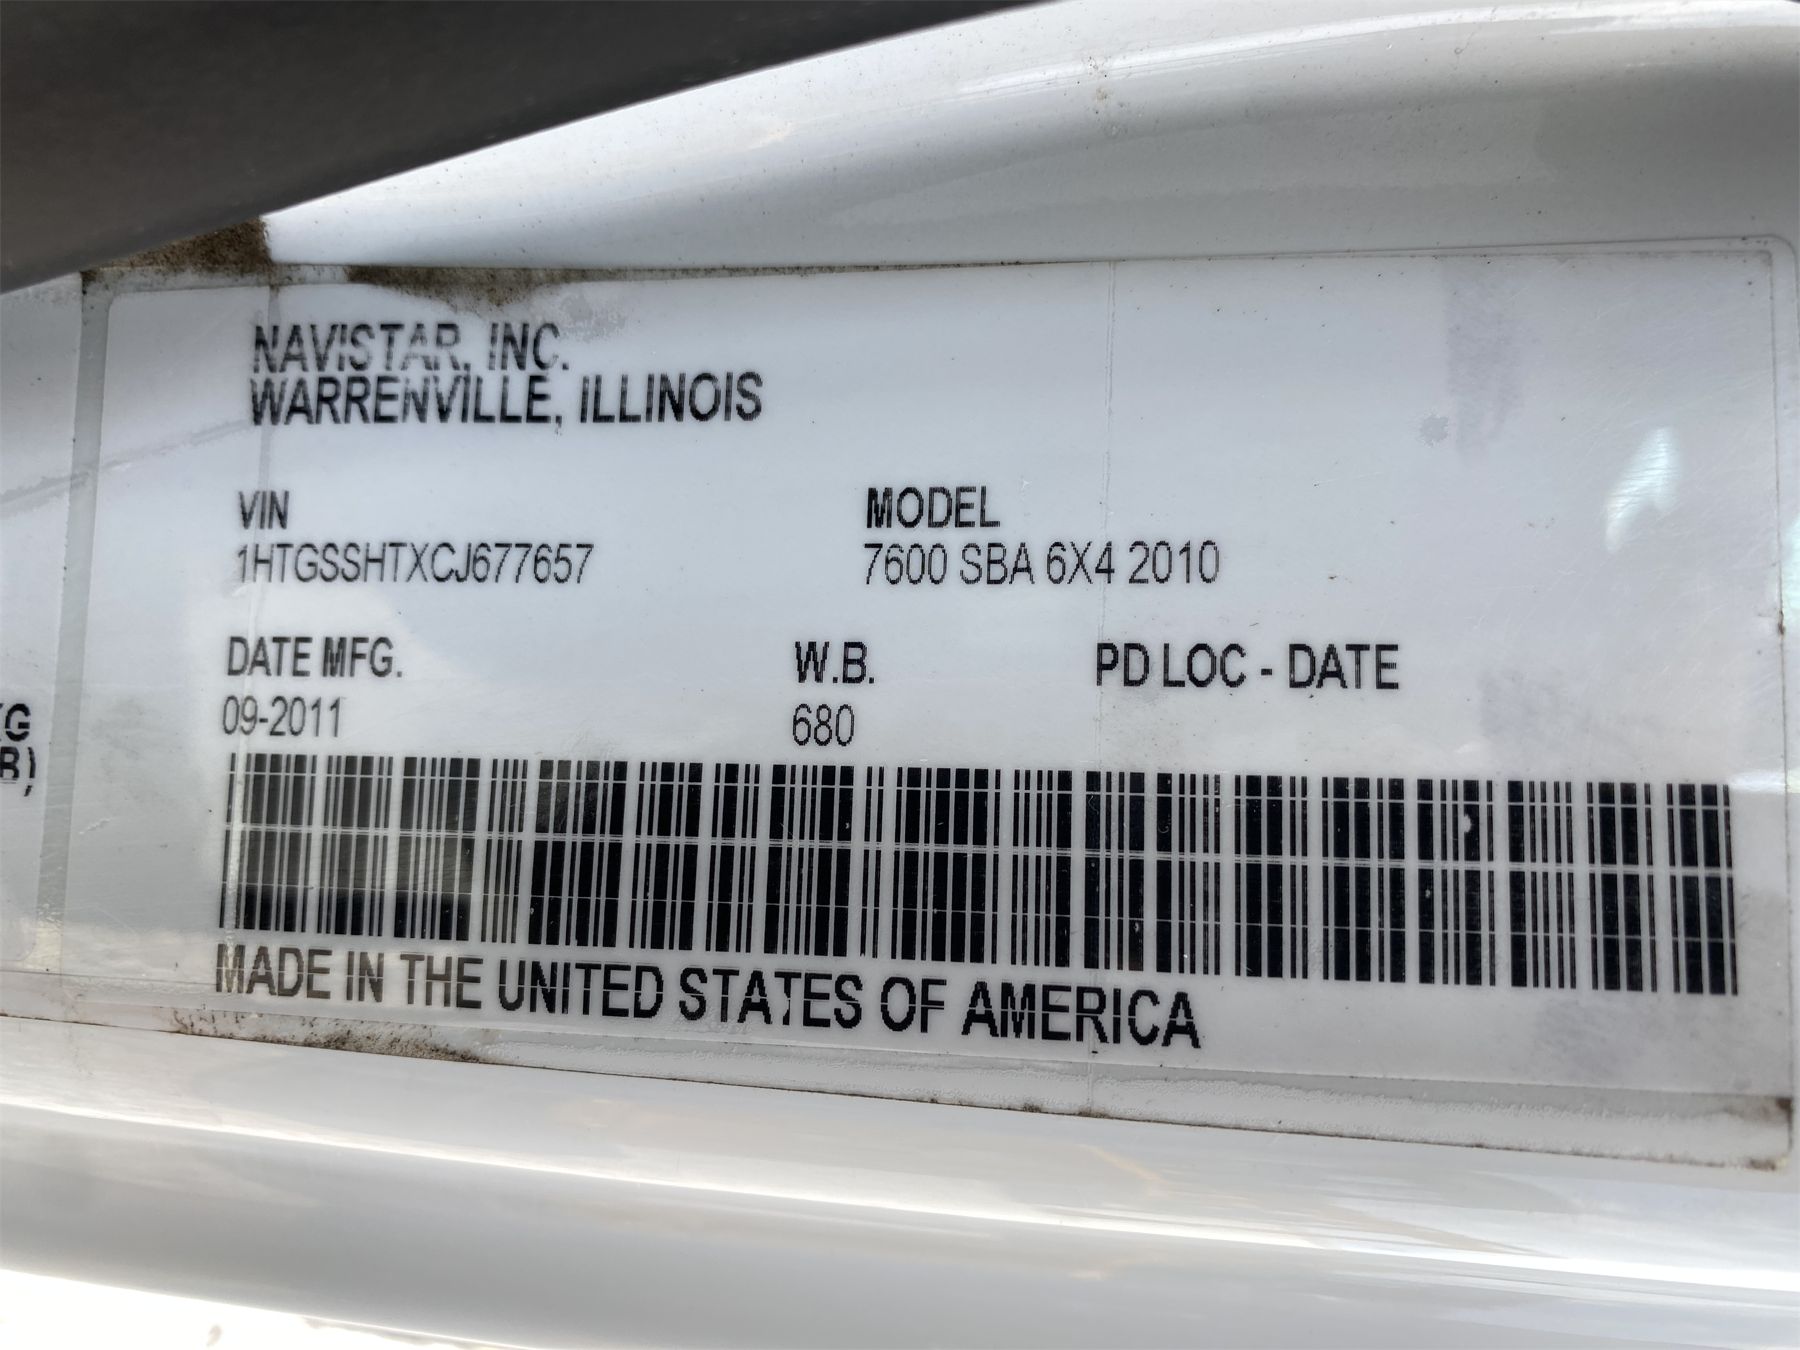 NAVISTAR, INC.
WARRENVILLE, ILLINOIS
VIN MODEL
1HTGSSHTXCJ677657 7600 SBA 6X4 2010
DATE MFG. W.B. PD LOC - DATE
09-2011 680
MADE IN THE UNITED STATES OF AMERICA
KG
B),